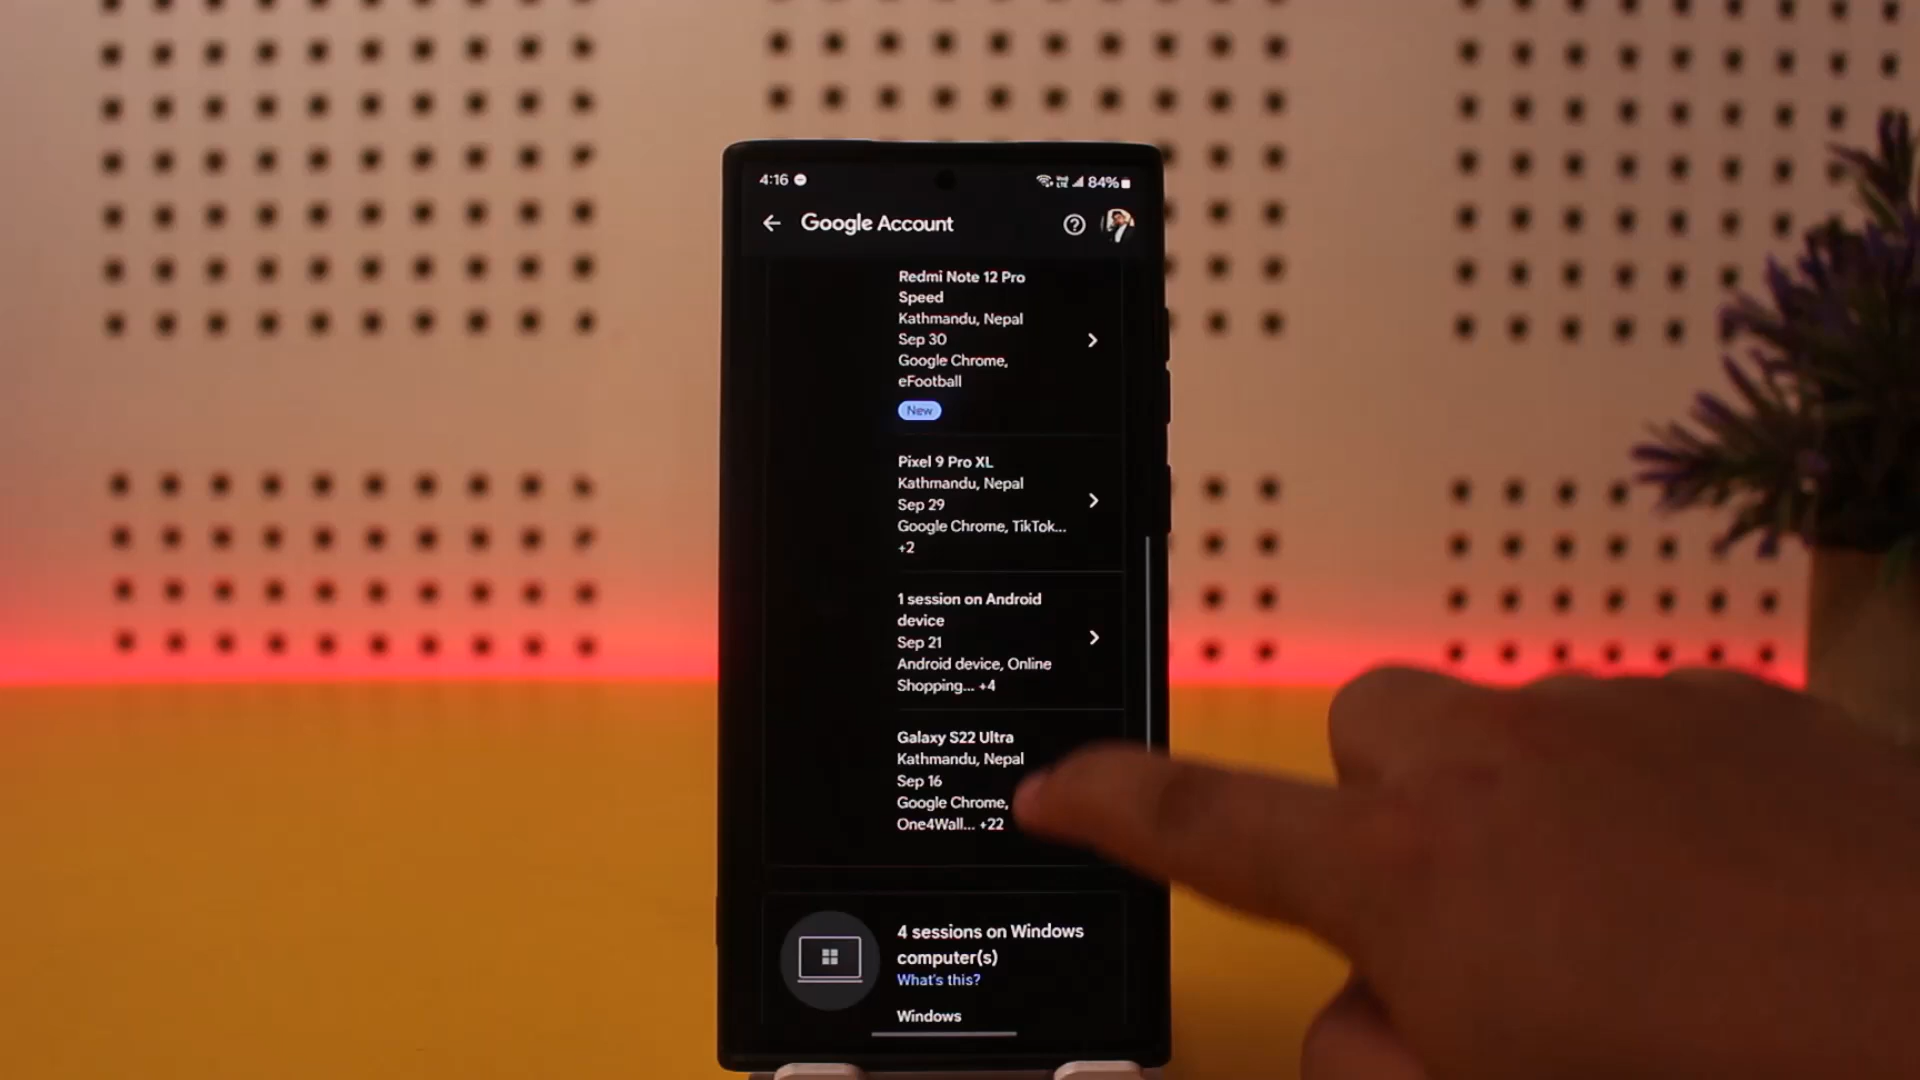 4:16 84%
Google Account
Redmi Note 12 Pro
Speed
Kathmandu, Nepal
Sep 30
Google Chrome,
eFootball
New
Pixel 9 Pro XL
Kathmandu, Nepal
Sep 29
Google Chrome, TikTok...
+2
1 session on Android
device
Sep 21
Android device, Online
Shopping... +4
Galaxy S22 Ultra
Kathmandu, Nepal
Sep 16
Google Chrome,
One4Wall... +22
4 sessions on Windows
computer(s)
What's this?
Windows